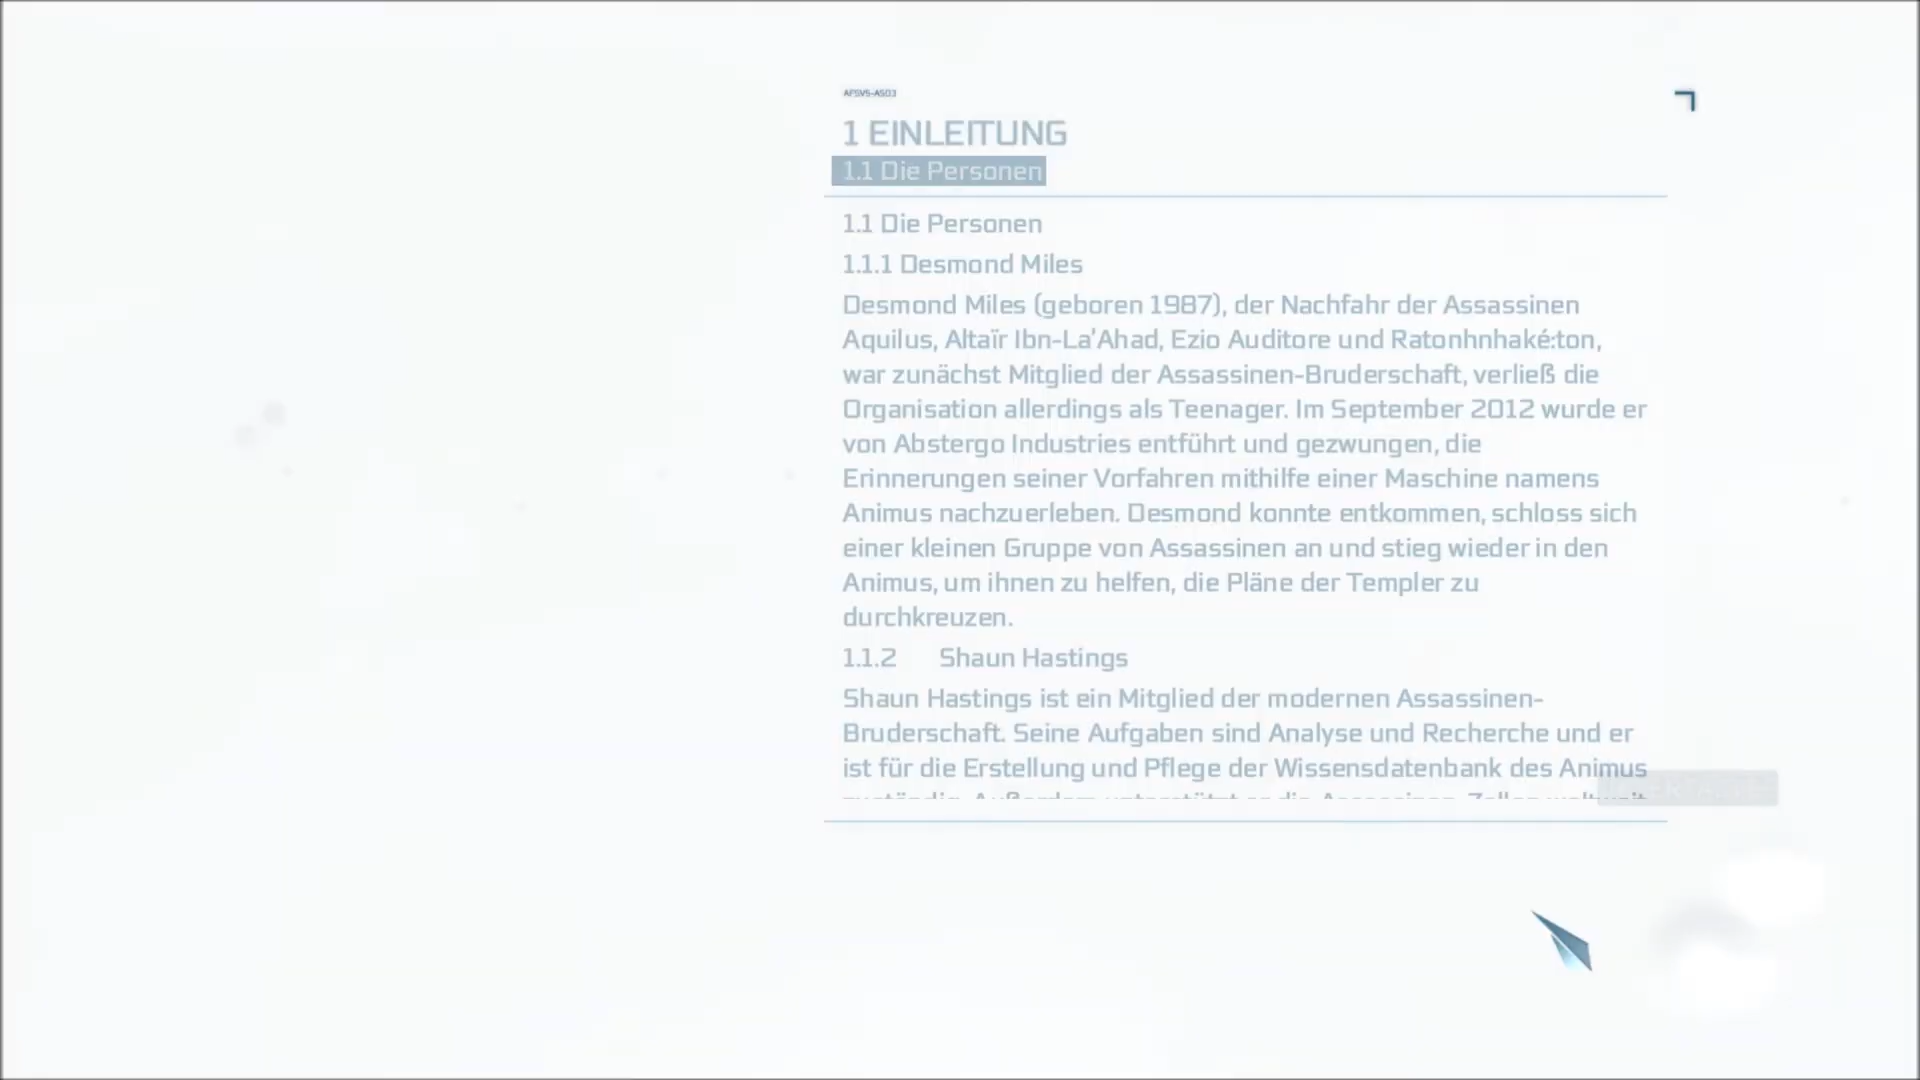 AFSVS-AS03
1 EINLEITUNG
1.1 Die Personen
1.1 Die Personen
1.1.1 Desmond Miles
Desmond Miles (geboren 1987), der Nachfahr der Assassinen
Aquilus, Altaïr Ibn-La'Ahad, Ezio Auditore und Ratonhnhaké:ton,
war zunächst Mitglied der Assassinen-Bruderschaft, verließ die
Organisation allerdings als Teenager. Im September 2012 wurde er
von Abstergo Industries entführt und gezwungen, die
Erinnerungen seiner Vorfahren mithilfe einer Maschine namens
Animus nachzuerleben. Desmond konnte entkommen, schloss sich
einer kleinen Gruppe von Assassinen an und stieg wieder in den
Animus, um ihnen zu helfen, die Pläne der Templer zu
durchkreuzen.
1.1.2 Shaun Hastings
Shaun Hastings ist ein Mitglied der modernen Assassinen-
Bruderschaft. Seine Aufgaben sind Analyse und Recherche und er
ist für die Erstellung und Pflege der Wissensdatenbank des Animus